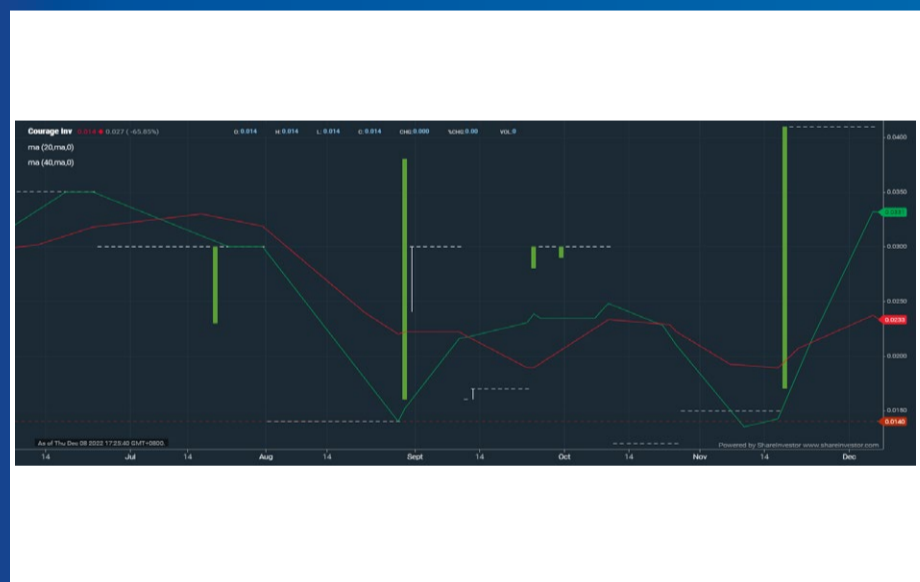 Courage Inv 0.014 0.027 (-65.85%) O:0.014 H:0.014 L:0.014 C:0.014 CHG:0.000 %CHG:0.00 VOL:0
ma (20,ma,0)
ma (40,ma,0)
0.0400
0.0350
0.0300
0.0250
0.0233
0.0200
0.0150
0.0140
As of Thu Dec 08 2022 17:25:40 GMT+0800.
Powered by ShareInvestor www.shareinvestor.com
14 Jul 14 Aug Sept 14 Oct 14 Nov 14 Dec